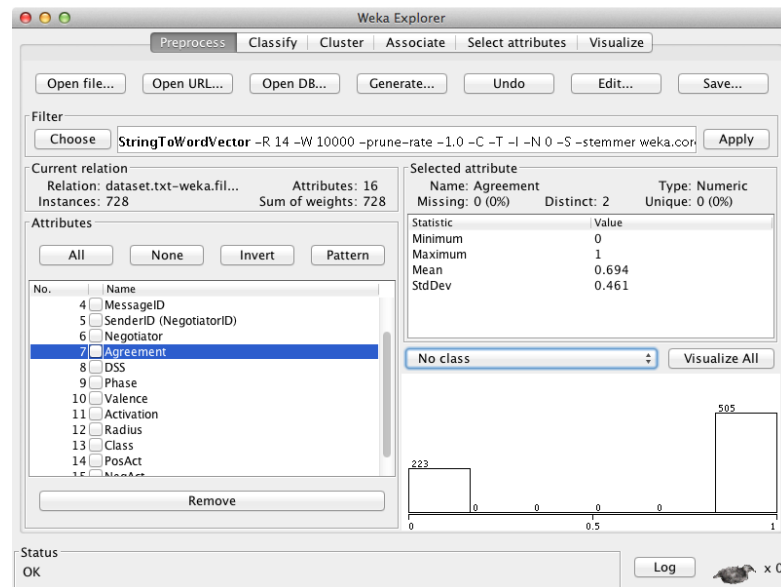 Weka Explorer
Preprocess Classify Cluster Associate Select attributes Visualize
Open file... Open URL... Open DB... Generate... Undo Edit... Save...
Filter
Choose StringToWordVector -R 14 -W 10000 -prune-rate -1.0 -C -T -I -N 0 -S -stemmer weka.cor Apply
Current relation
Relation: dataset.txt-weka.fil... Attributes: 16
Instances: 728 Sum of weights: 728
Attributes
All None Invert Pattern
No. Name
4 MessageID
5 SenderID (NegotiatorID)
6 Negotiator
7 Agreement
8 DSS
9 Phase
10 Valence
11 Activation
12 Radius
13 Class
14 PosAct
15 NegAct
Remove
Selected attribute
Name: Agreement Type: Numeric
Missing: 0 (0%) Distinct: 2 Unique: 0 (0%)
Statistic Value
Minimum 0
Maximum 1
Mean 0.694
StdDev 0.461
No class Visualize All
505
223
0 0 0 0
0 0.5 1
Status
OK Log x 0